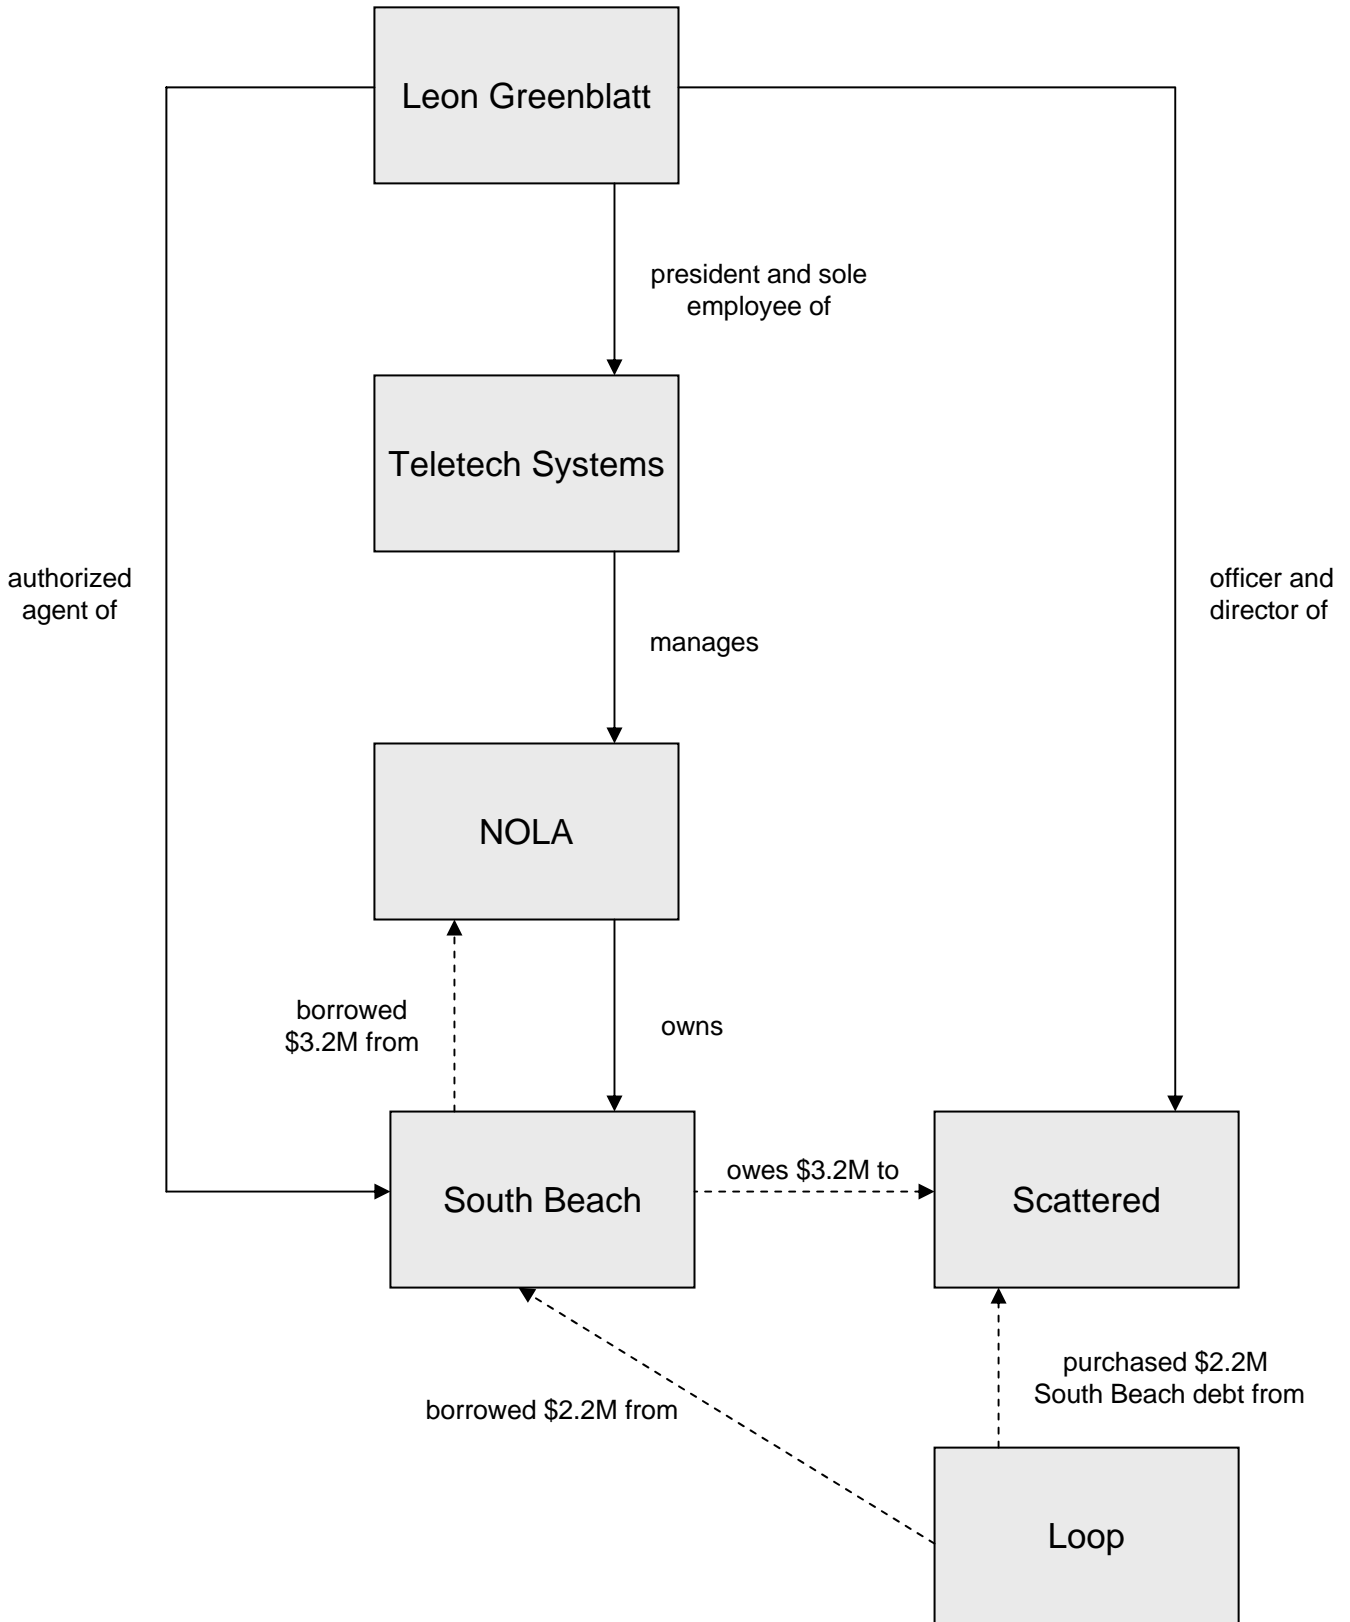 Leon Greenblatt
president and sole
employee of
Teletech Systems
authorized
agent of
officer and
director of
manages
NOLA
borrowed
$3.2M from
owns
South Beach
owes $3.2M to
Scattered
purchased $2.2M
South Beach debt from
borrowed $2.2M from
Loop